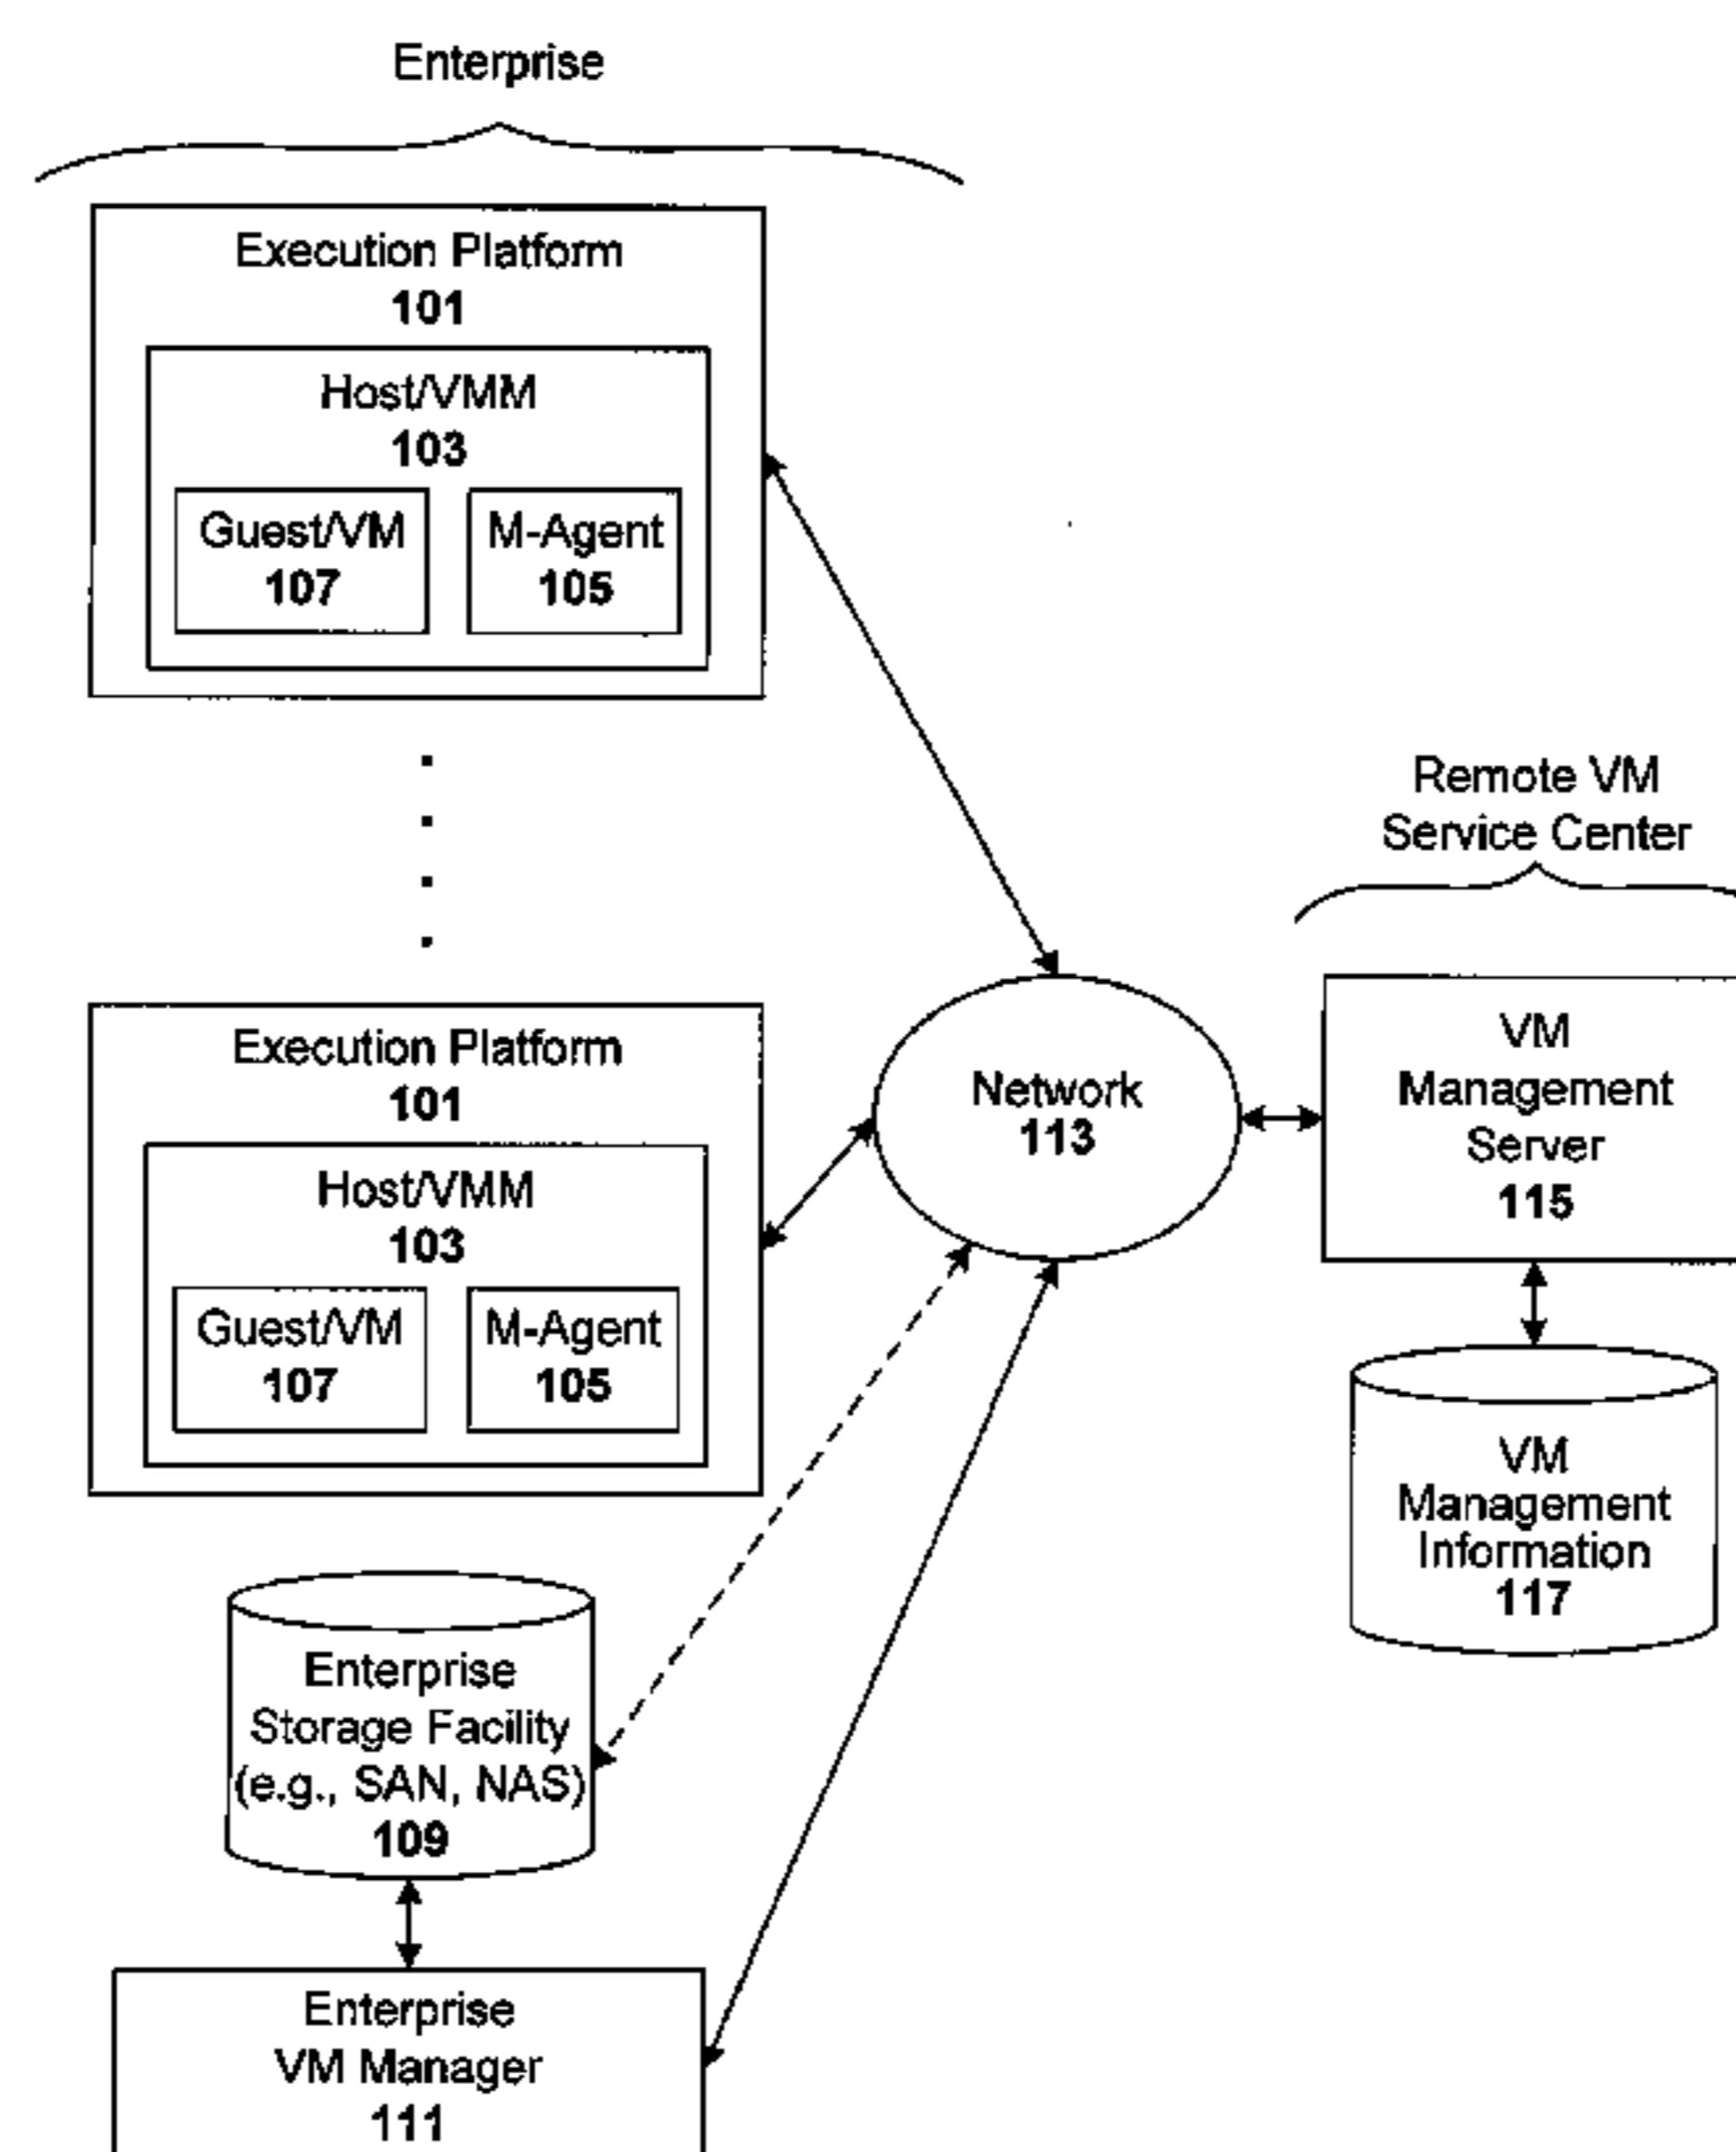 Enterprise
Execution Platform
101
Host/VMM
103
Guest/VM
107
M-Agent
105
Remote VM
Service Center
Execution Platform
101
Host/VMM
103
Guest/VM
107
M-Agent
105
Network
113
VM
Management
Server
115
VM
Management
Information
117
Enterprise
Storage Facility
(e.g., SAN, NAS)
109
Enterprise
VM Manager
111